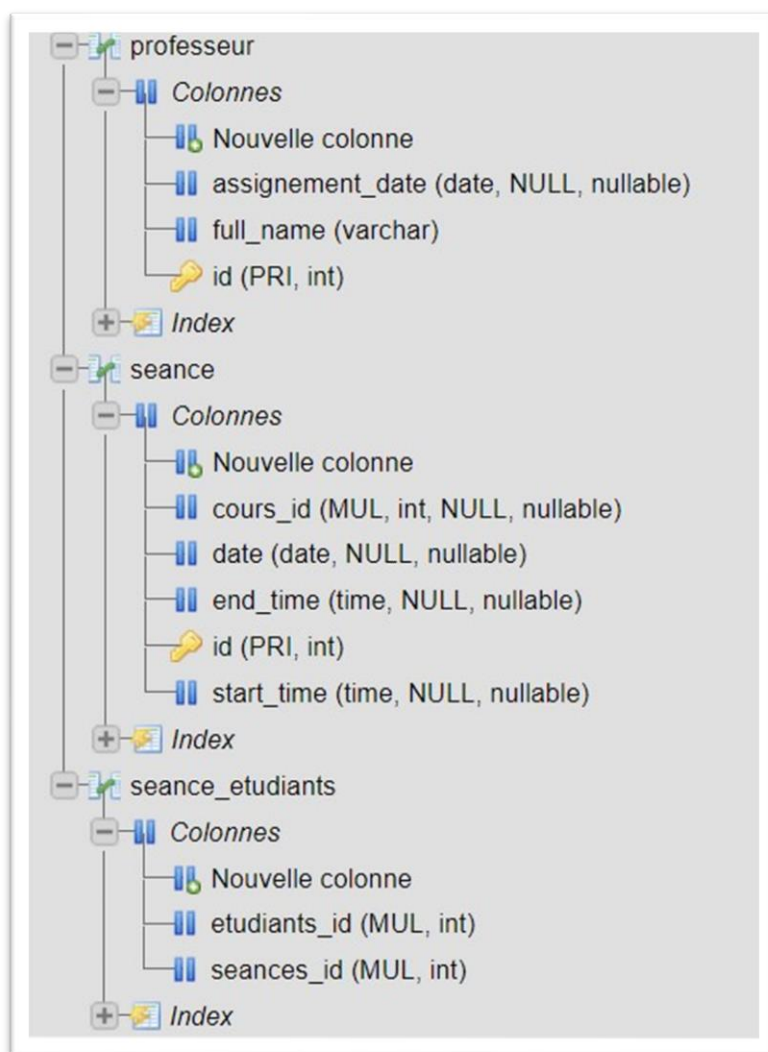 professeur
Colonnes
Nouvelle colonne
assignement_date (date, NULL, nullable)
full_name (varchar)
id (PRI, int)
Index
seance
Colonnes
Nouvelle colonne
cours_id (MUL, int, NULL, nullable)
date (date, NULL, nullable)
end_time (time, NULL, nullable)
id (PRI, int)
start_time (time, NULL, nullable)
Index
seance_etudiants
Colonnes
Nouvelle colonne
etudiants_id (MUL, int)
seances_id (MUL, int)
Index